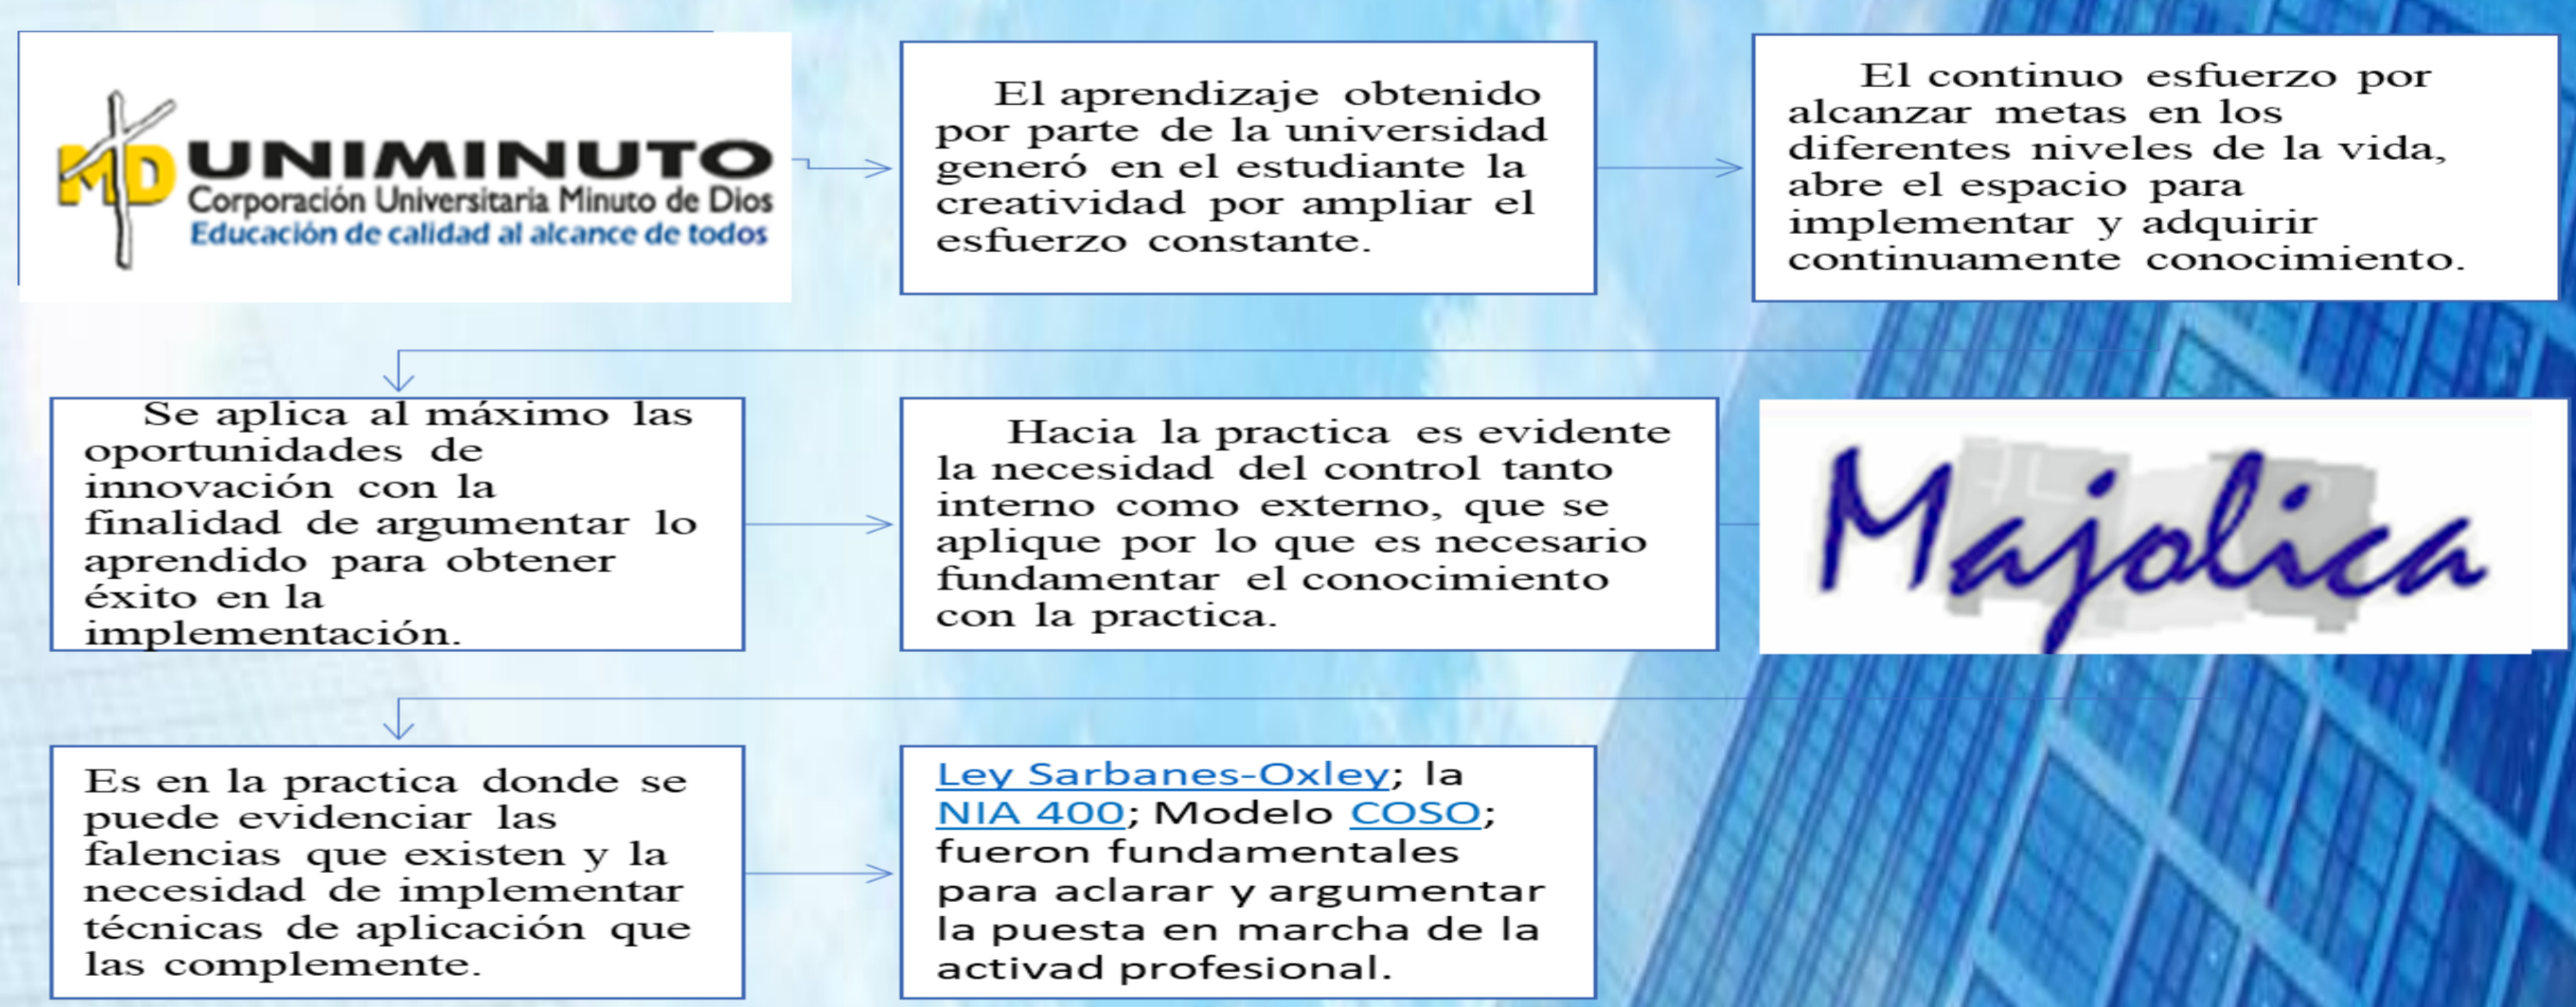 MD UNIMINUTO
Corporación Universitaria Minuto de Dios
Educación de calidad al alcance de todos
El aprendizaje obtenido
por parte de la universidad
generó en el estudiante la
creatividad por ampliar el
esfuerzo constante.
El continuo esfuerzo por
alcanzar metas en los
diferentes niveles de la vida,
abre el espacio para
implementar y adquirir
continuamente conocimiento.
Se aplica al máximo las
oportunidades de
innovación con la
finalidad de argumentar lo
aprendido para obtener
éxito en la
implementación.
Hacia la practica es evidente
la necesidad del control tanto
interno como externo, que se
aplique por lo que es necesario
fundamentar el conocimiento
con la practica.
Majolica
Es en la practica donde se
puede evidenciar las
falencias que existen y la
necesidad de implementar
técnicas de aplicación que
las complemente.
Ley Sarbanes-Oxley; la
NIA 400; Modelo COSO;
fueron fundamentales
para aclarar y argumentar
la puesta en marcha de la
activad profesional.